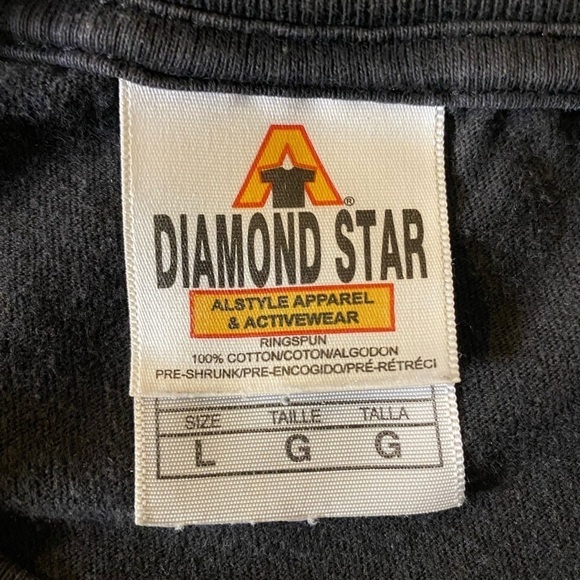 A ®
DIAMOND STAR
ALSTYLE APPAREL
& ACTIVEWEAR
RINGSPUN
100% COTTON/COTON/ALGODON
PRE-SHRUNK/PRE-ENCOGIDO/PRÉ-RÉTRÉCI
SIZE TAILLE TALLA
L G G